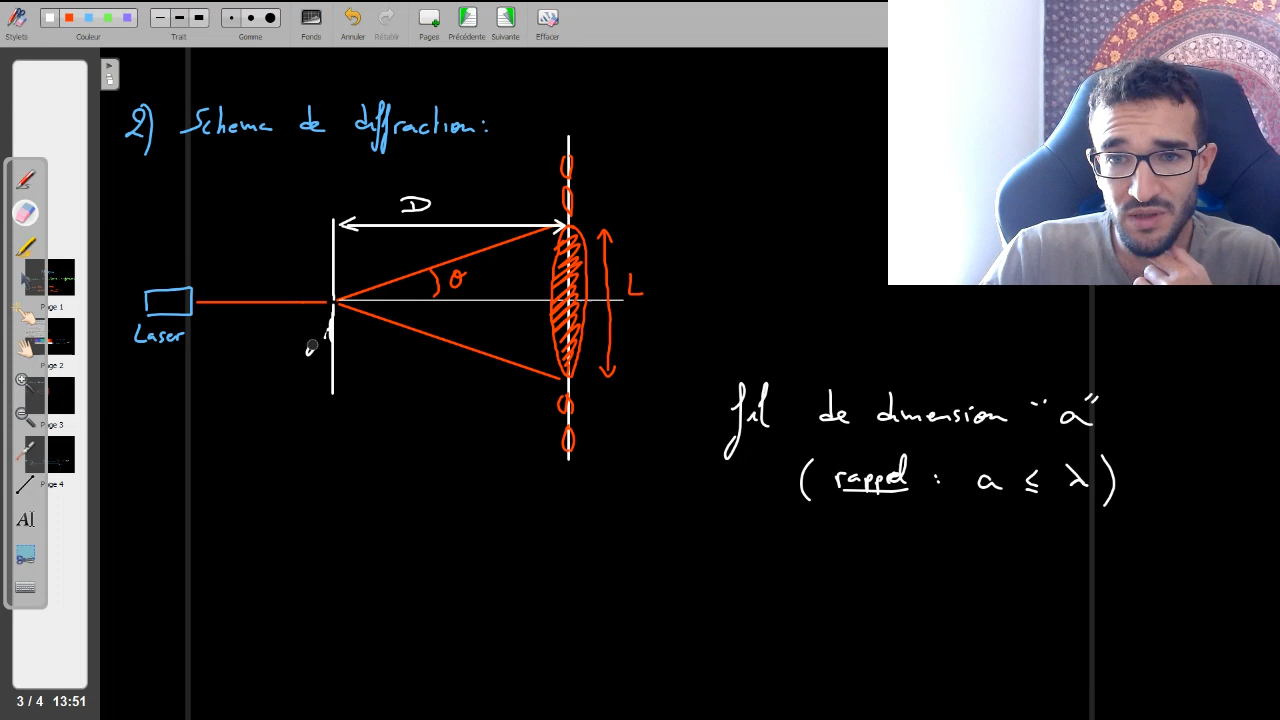 Stylets Couleur Trait Gomme Fonds Annuler Rétablir Pages Précédente Suivante Effacer
2) Schema de diffraction:
D
θ
L
Laser
fil de dimension "a"
(rappel : a ≤ λ)
Page 1
Page 2
Page 3
Page 4
AI
3 / 4 13:51